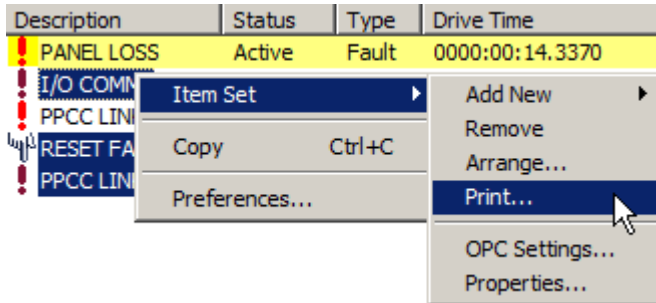 Description Status Type Drive Time
PANEL LOSS Active Fault 0000:00:14.3370
I/O COMM
PPCC LIN
RESET FA
PPCC LIN
Item Set
Copy Ctrl+C
Preferences...
Add New
Remove
Arrange...
Print...
OPC Settings...
Properties...